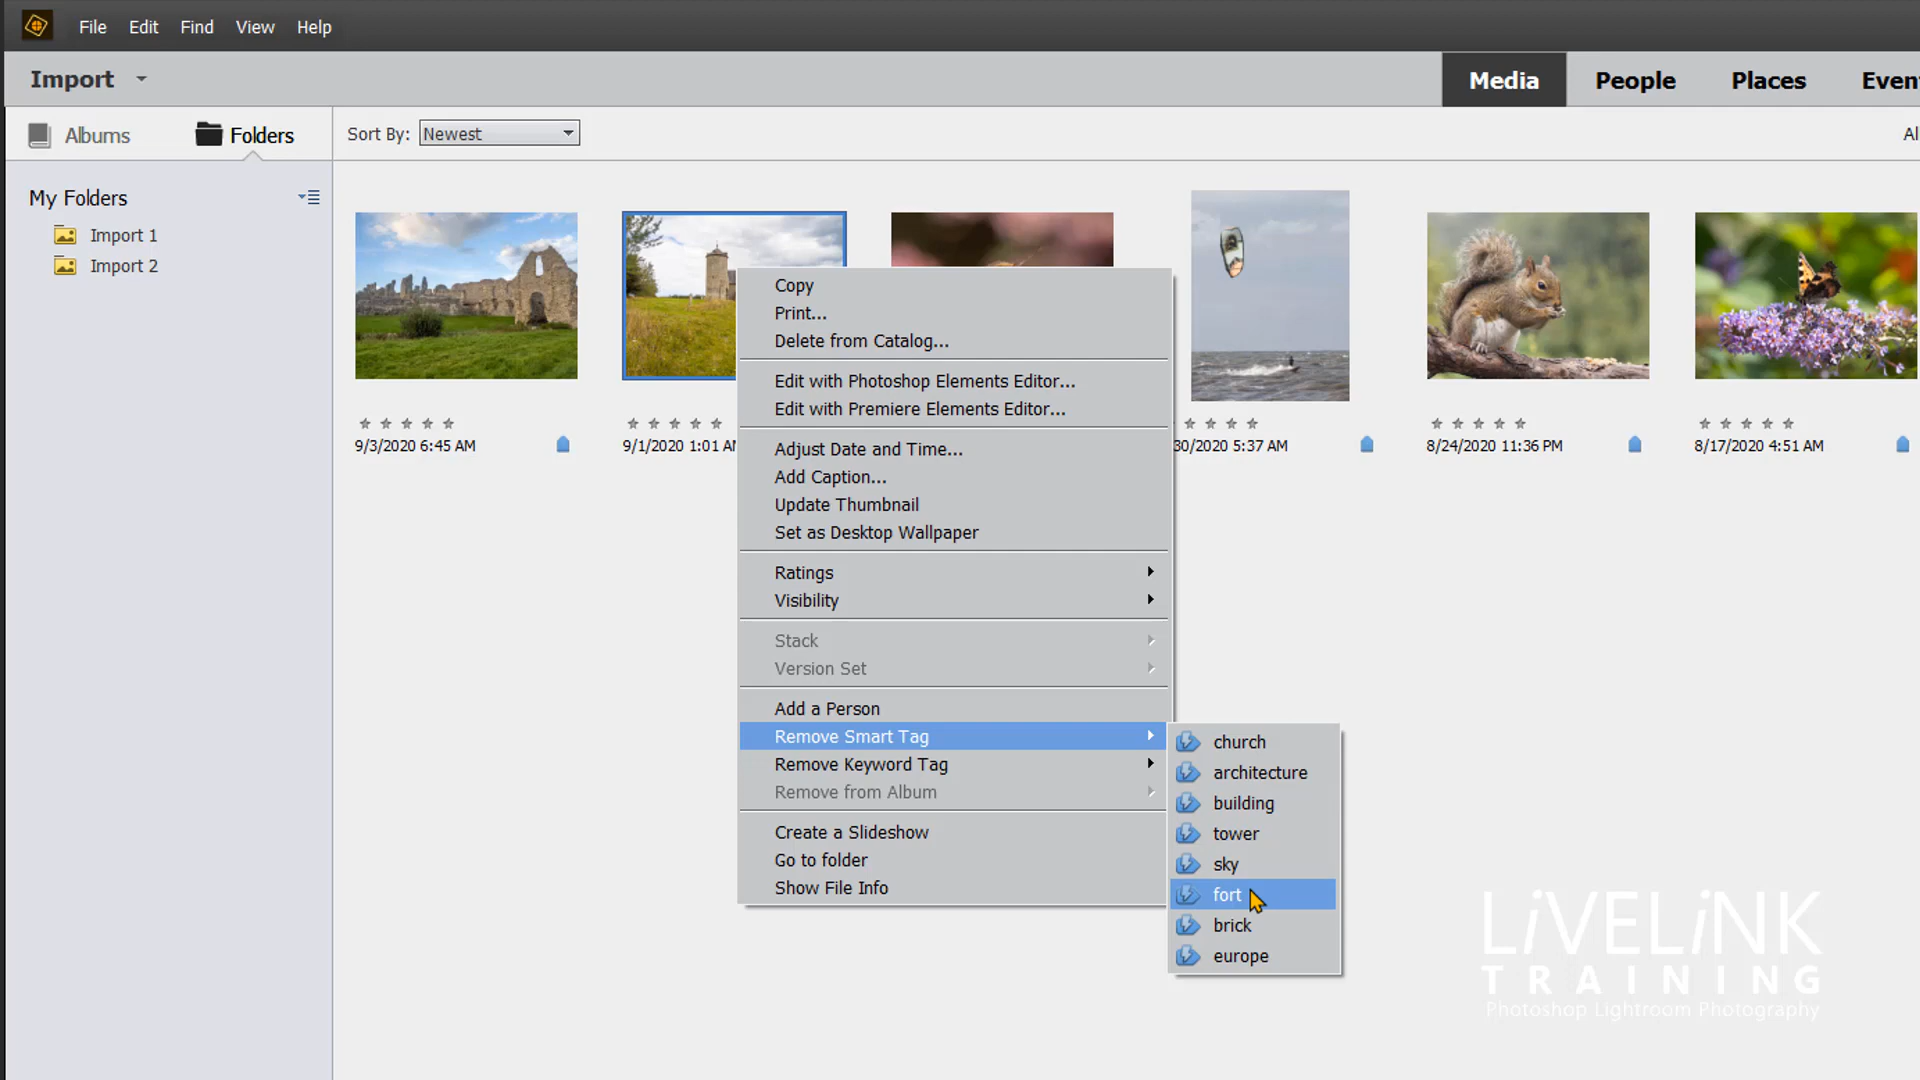 File Edit Find View Help
Import
Media People Places Even
Albums Folders
Sort By: Newest
Al
My Folders
Import 1
Import 2
9/3/2020 6:45 AM
9/1/2020 1:01 AM
30/2020 5:37 AM
8/24/2020 11:36 PM
8/17/2020 4:51 AM
Copy
Print...
Delete from Catalog...
Edit with Photoshop Elements Editor...
Edit with Premiere Elements Editor...
Adjust Date and Time...
Add Caption...
Update Thumbnail
Set as Desktop Wallpaper
Ratings
Visibility
Stack
Version Set
Add a Person
Remove Smart Tag
Remove Keyword Tag
Remove from Album
Create a Slideshow
Go to folder
Show File Info
church
architecture
building
tower
sky
fort
brick
europe
LiVELiNK
TRAINING
Photoshop Lightroom Photography